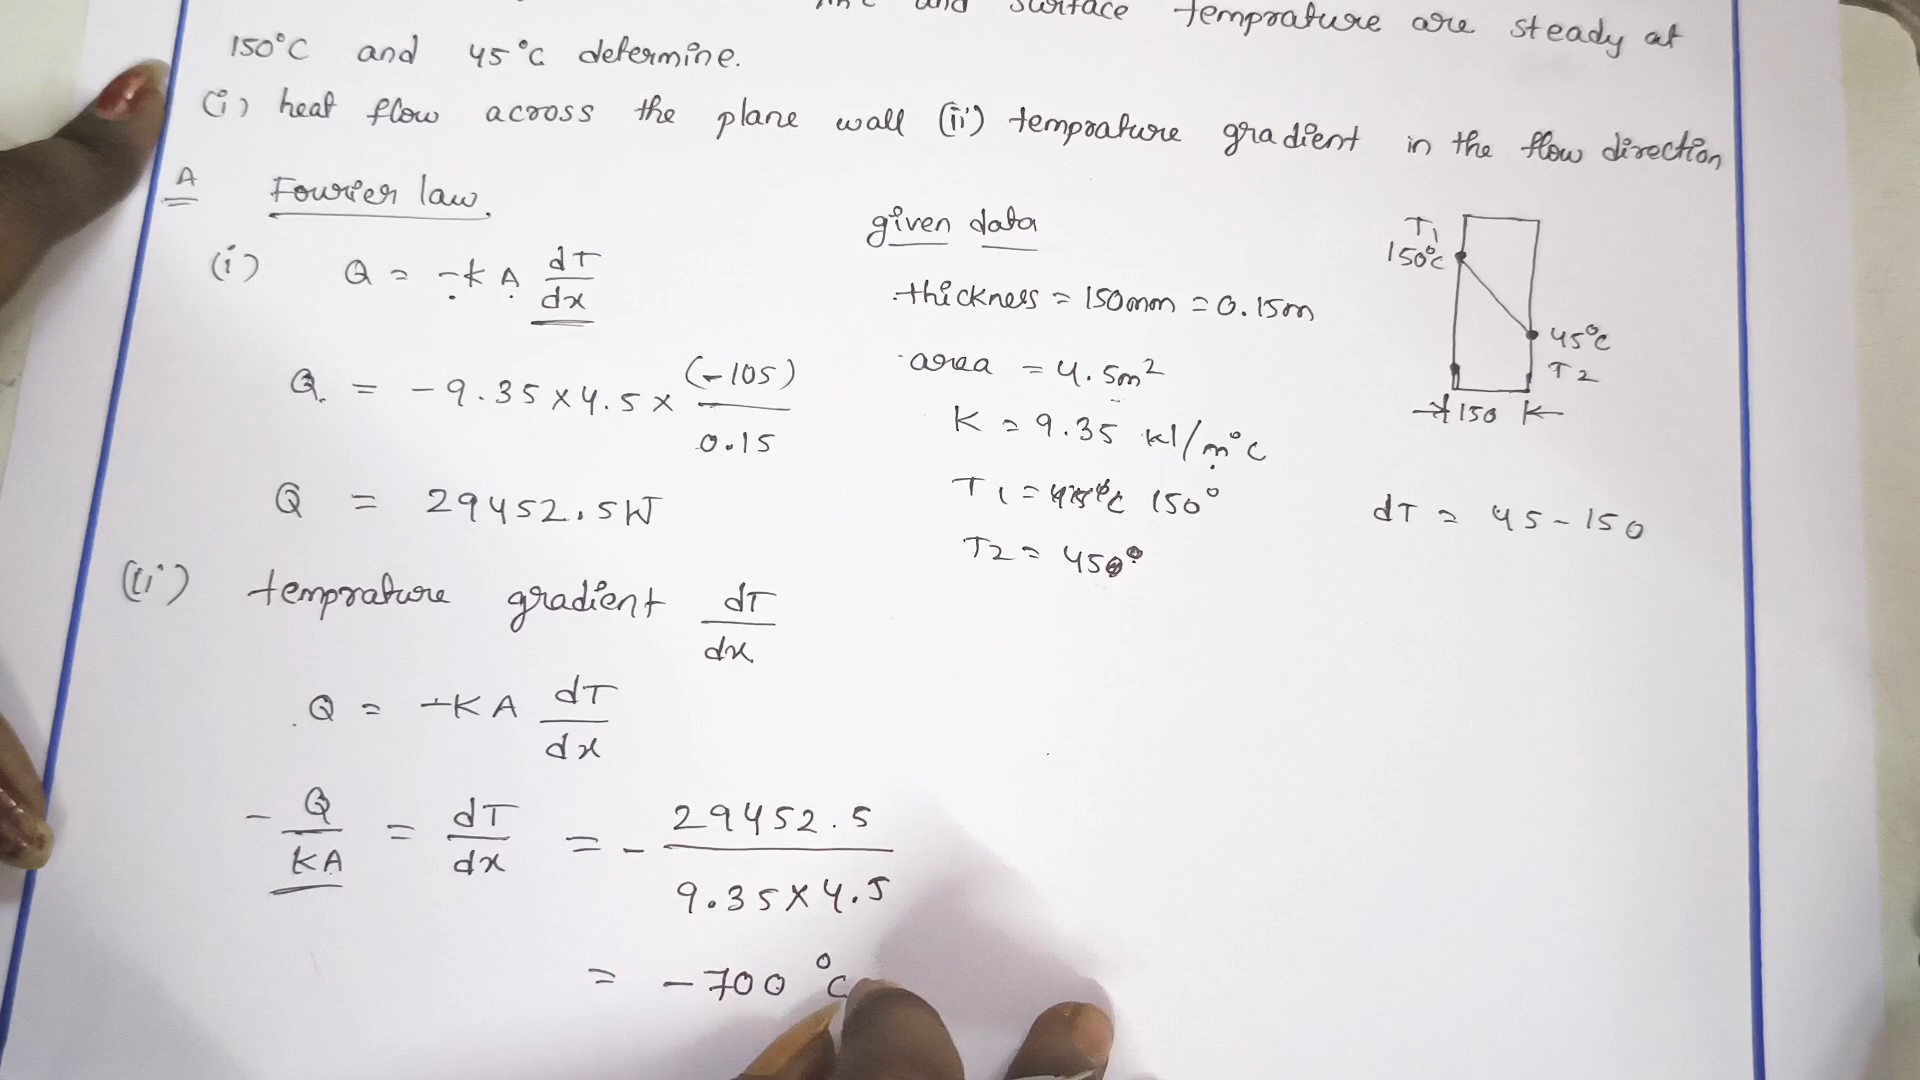 and surface temprature are steady at
150°C and 45°C determine.
(i) heat flow across the plane wall (ii) temprature gradient in the flow direction
A Fourier law.
(i) Q = -k A dT/dx
Q = -9.35 x 4.5 x (-105)/0.15
Q = 29452.5W
(ii) temprature gradient dT/dx
Q = -KA dT/dx
- Q/KA = dT/dx = - 29452.5/9.35 x 4.5
= -700 °C
given data
thickness = 150mm = 0.15m
area = 4.5m²
K = 9.35 W/m°C
T1 = 150°
T2 = 45°
T1
150°C
45°C
T2
150
dT = 45 - 150